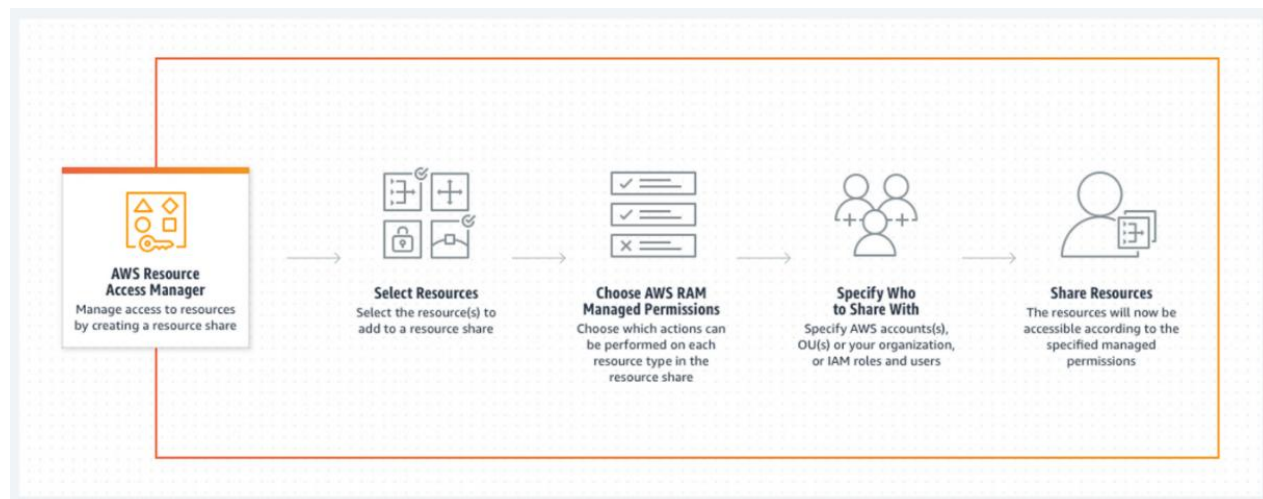 AWS Resource
Access Manager
Manage access to resources
by creating a resource share
Select Resources
Select the resource(s) to
add to a resource share
Choose AWS RAM
Managed Permissions
Choose which actions can
be performed on each
resource type in the
resource share
Specify Who
to Share With
Specify AWS accounts(s),
OU(s) or your organization,
or IAM roles and users
Share Resources
The resources will now be
accessible according to the
specified managed
permissions